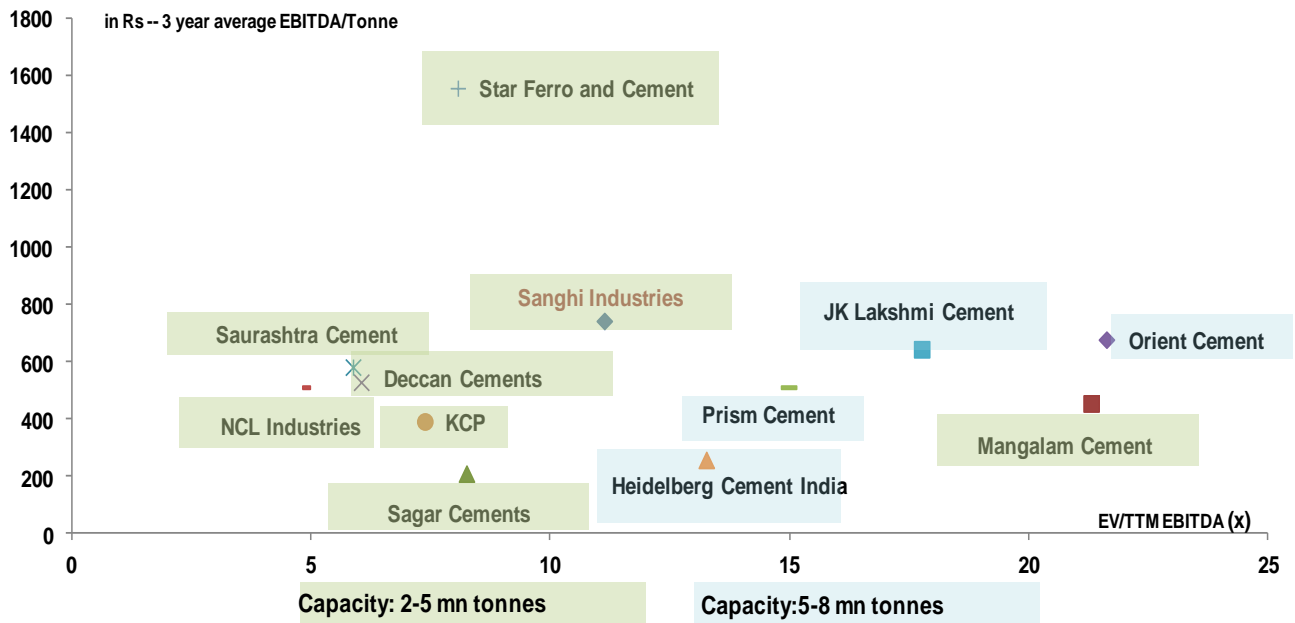 1800
in Rs -- 3 year average EBITDA/Tonne
1600
Star Ferro and Cement
1400
1200
1000
800
Sanghi Industries
JK Lakshmi Cement
Saurashtra Cement
Orient Cement
600
Deccan Cements
400
NCL Industries
KCP
Prism Cement
Mangalam Cement
200
Heidelberg Cement India
Sagar Cements
0
EV/TTM EBITDA (x)
0 5 10 15 20 25
Capacity: 2-5 mn tonnes
Capacity:5-8 mn tonnes